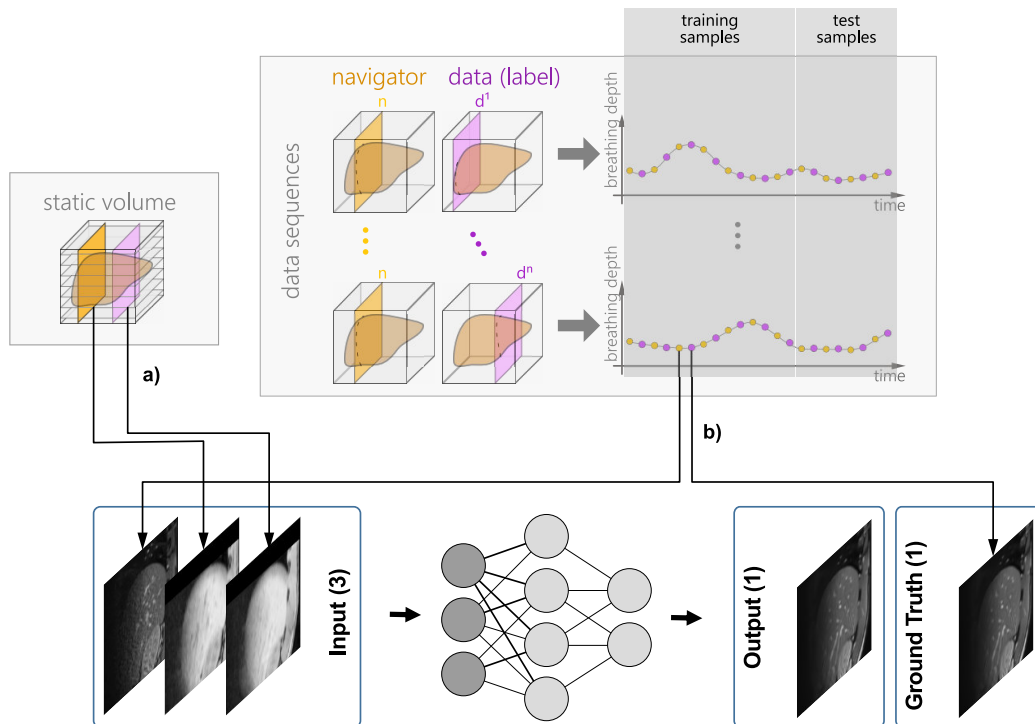 training
samples
test
samples
navigator
data (label)
n
d¹
data sequences
breathing depth
time
static volume
n
dⁿ
breathing depth
time
a)
b)
Input (3)
Output (1)
Ground Truth (1)